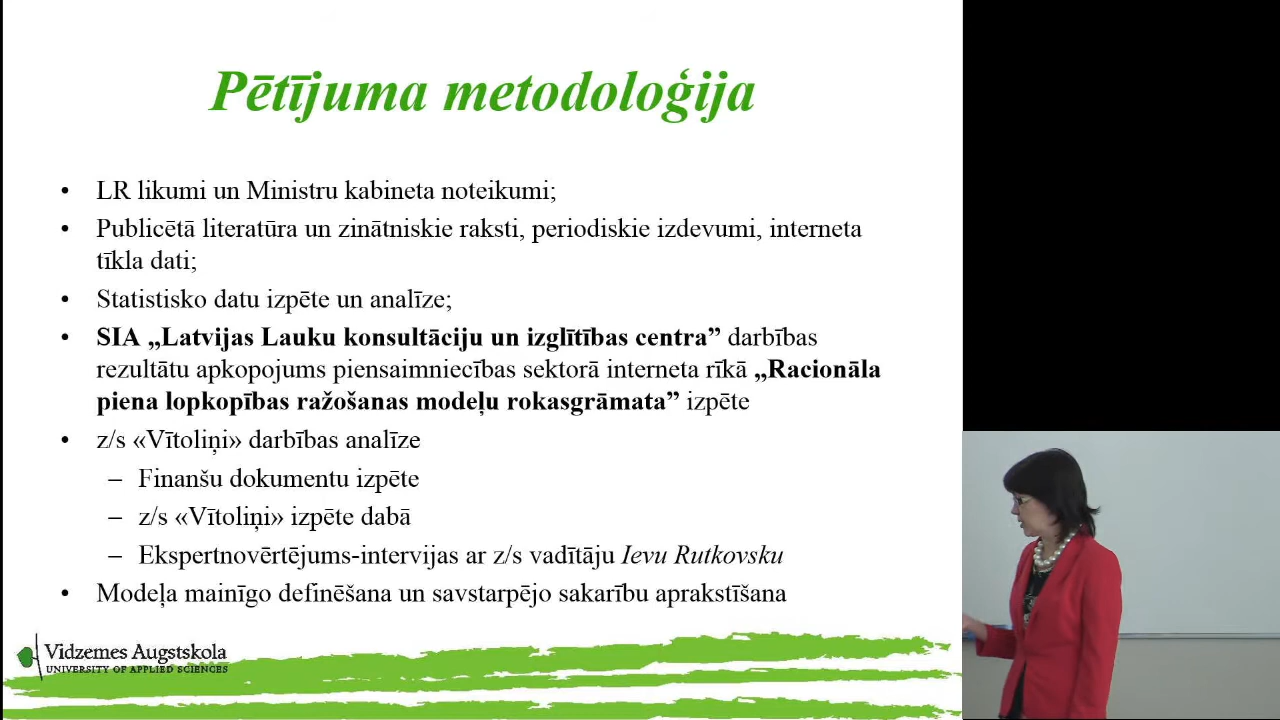 Pētījuma metodoloģija
• LR likumi un Ministru kabineta noteikumi;
• Publicētā literatūra un zinātniskie raksti, periodiskie izdevumi, interneta
tīkla dati;
• Statistisko datu izpēte un analīze;
• SIA „Latvijas Lauku konsultāciju un izglītības centra” darbības
rezultātu apkopojums piensaimniecības sektorā interneta rīkā „Racionāla
piena lopkopības ražošanas modeļu rokasgrāmata” izpēte
• z/s «Vītoliņi» darbības analīze
– Finanšu dokumentu izpēte
– z/s «Vītoliņi» izpēte dabā
– Ekspertnovērtējums-intervijas ar z/s vadītāju Ievu Rutkovsku
• Modeļa mainīgo definēšana un savstarpējo sakarību aprakstīšana
Vidzemes Augstskola
UNIVERSITY OF APPLIED SCIENCES